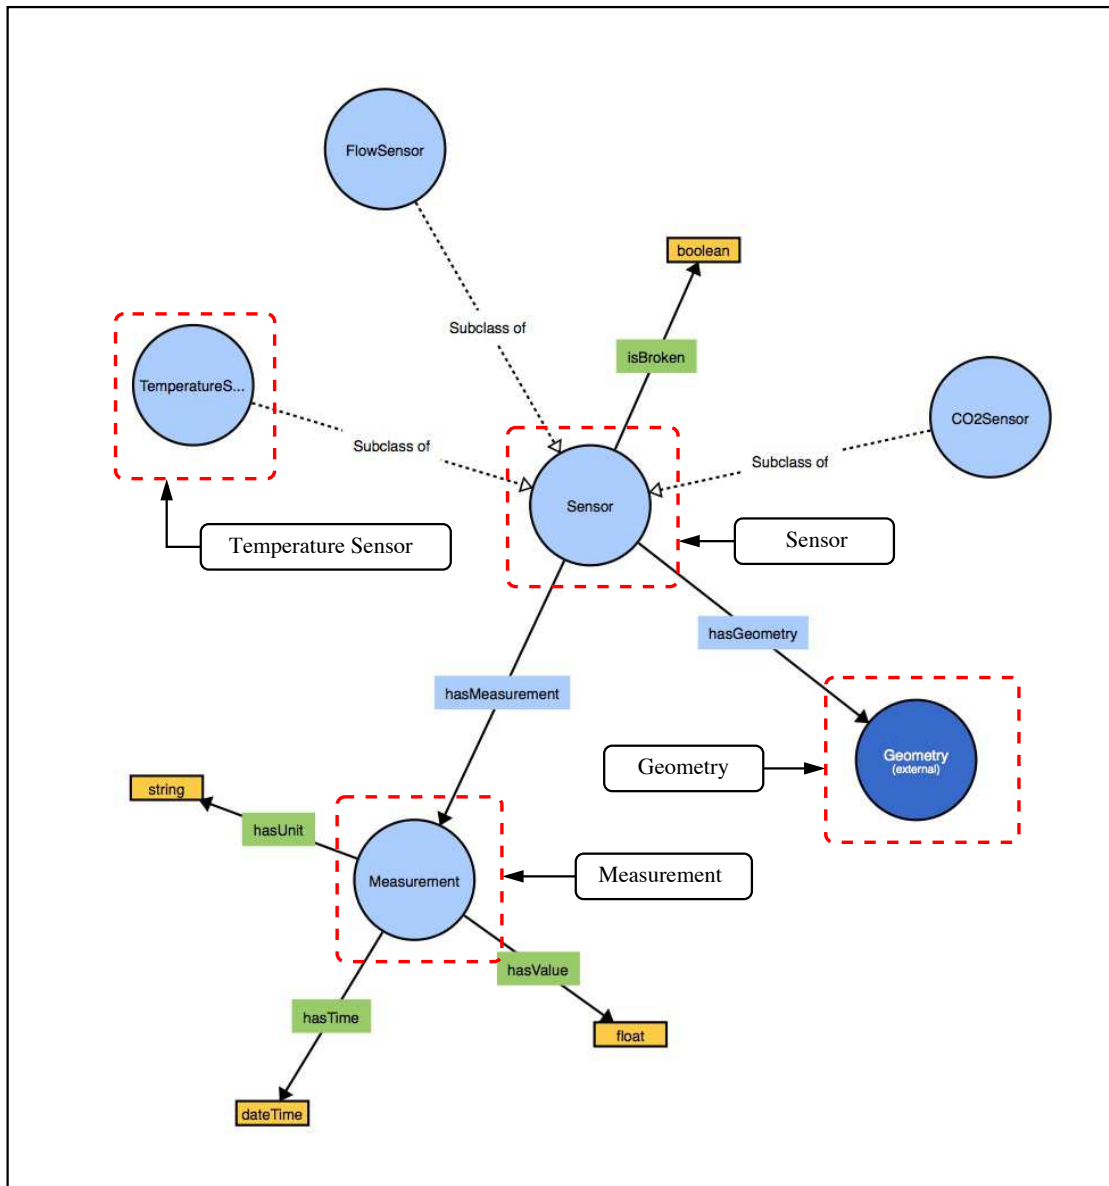 FlowSensor
boolean
Subclass of
isBroken
TemperatureS...
CO2Sensor
Subclass of
Subclass of
Sensor
Temperature Sensor
Sensor
hasGeometry
hasMeasurement
Geometry
(external)
Geometry
string
hasUnit
Measurement
Measurement
hasValue
hasTime
float
dateTime